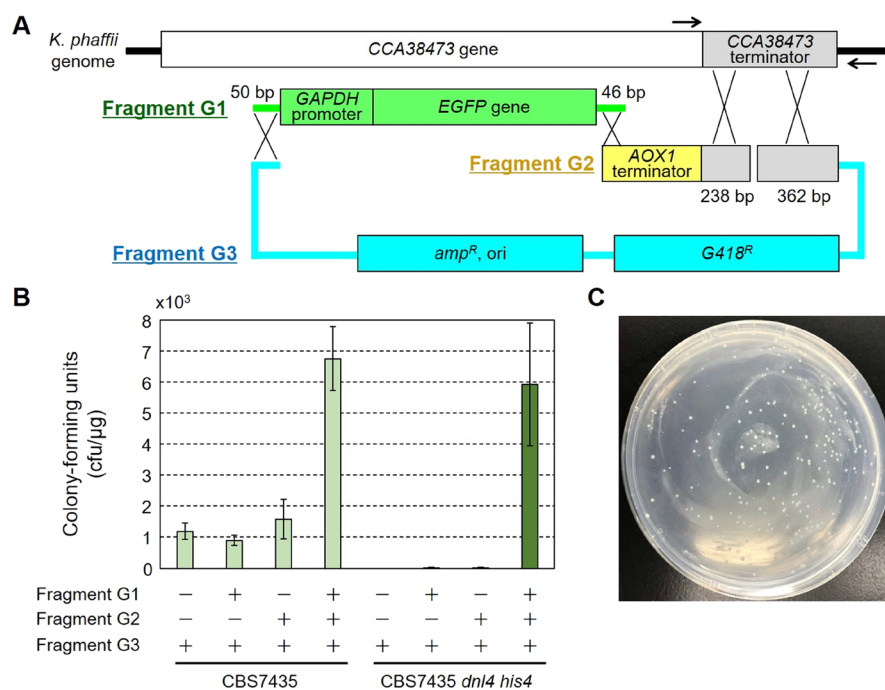 A
K. phaffii
genome
CCA38473 gene
CCA38473
terminator
50 bp
46 bp
Fragment G1
GAPDH
promoter
EGFP gene
Fragment G2
AOX1
terminator
238 bp
362 bp
Fragment G3
ampR, ori
G418R
B
x10³
8
7
6
5
4
3
2
1
0
Colony-forming units
(cfu/μg)
Fragment G1 – + – + – + – +
Fragment G2 – – + + – – + +
Fragment G3 + + + + + + + +
CBS7435
CBS7435 dnl4 his4
C